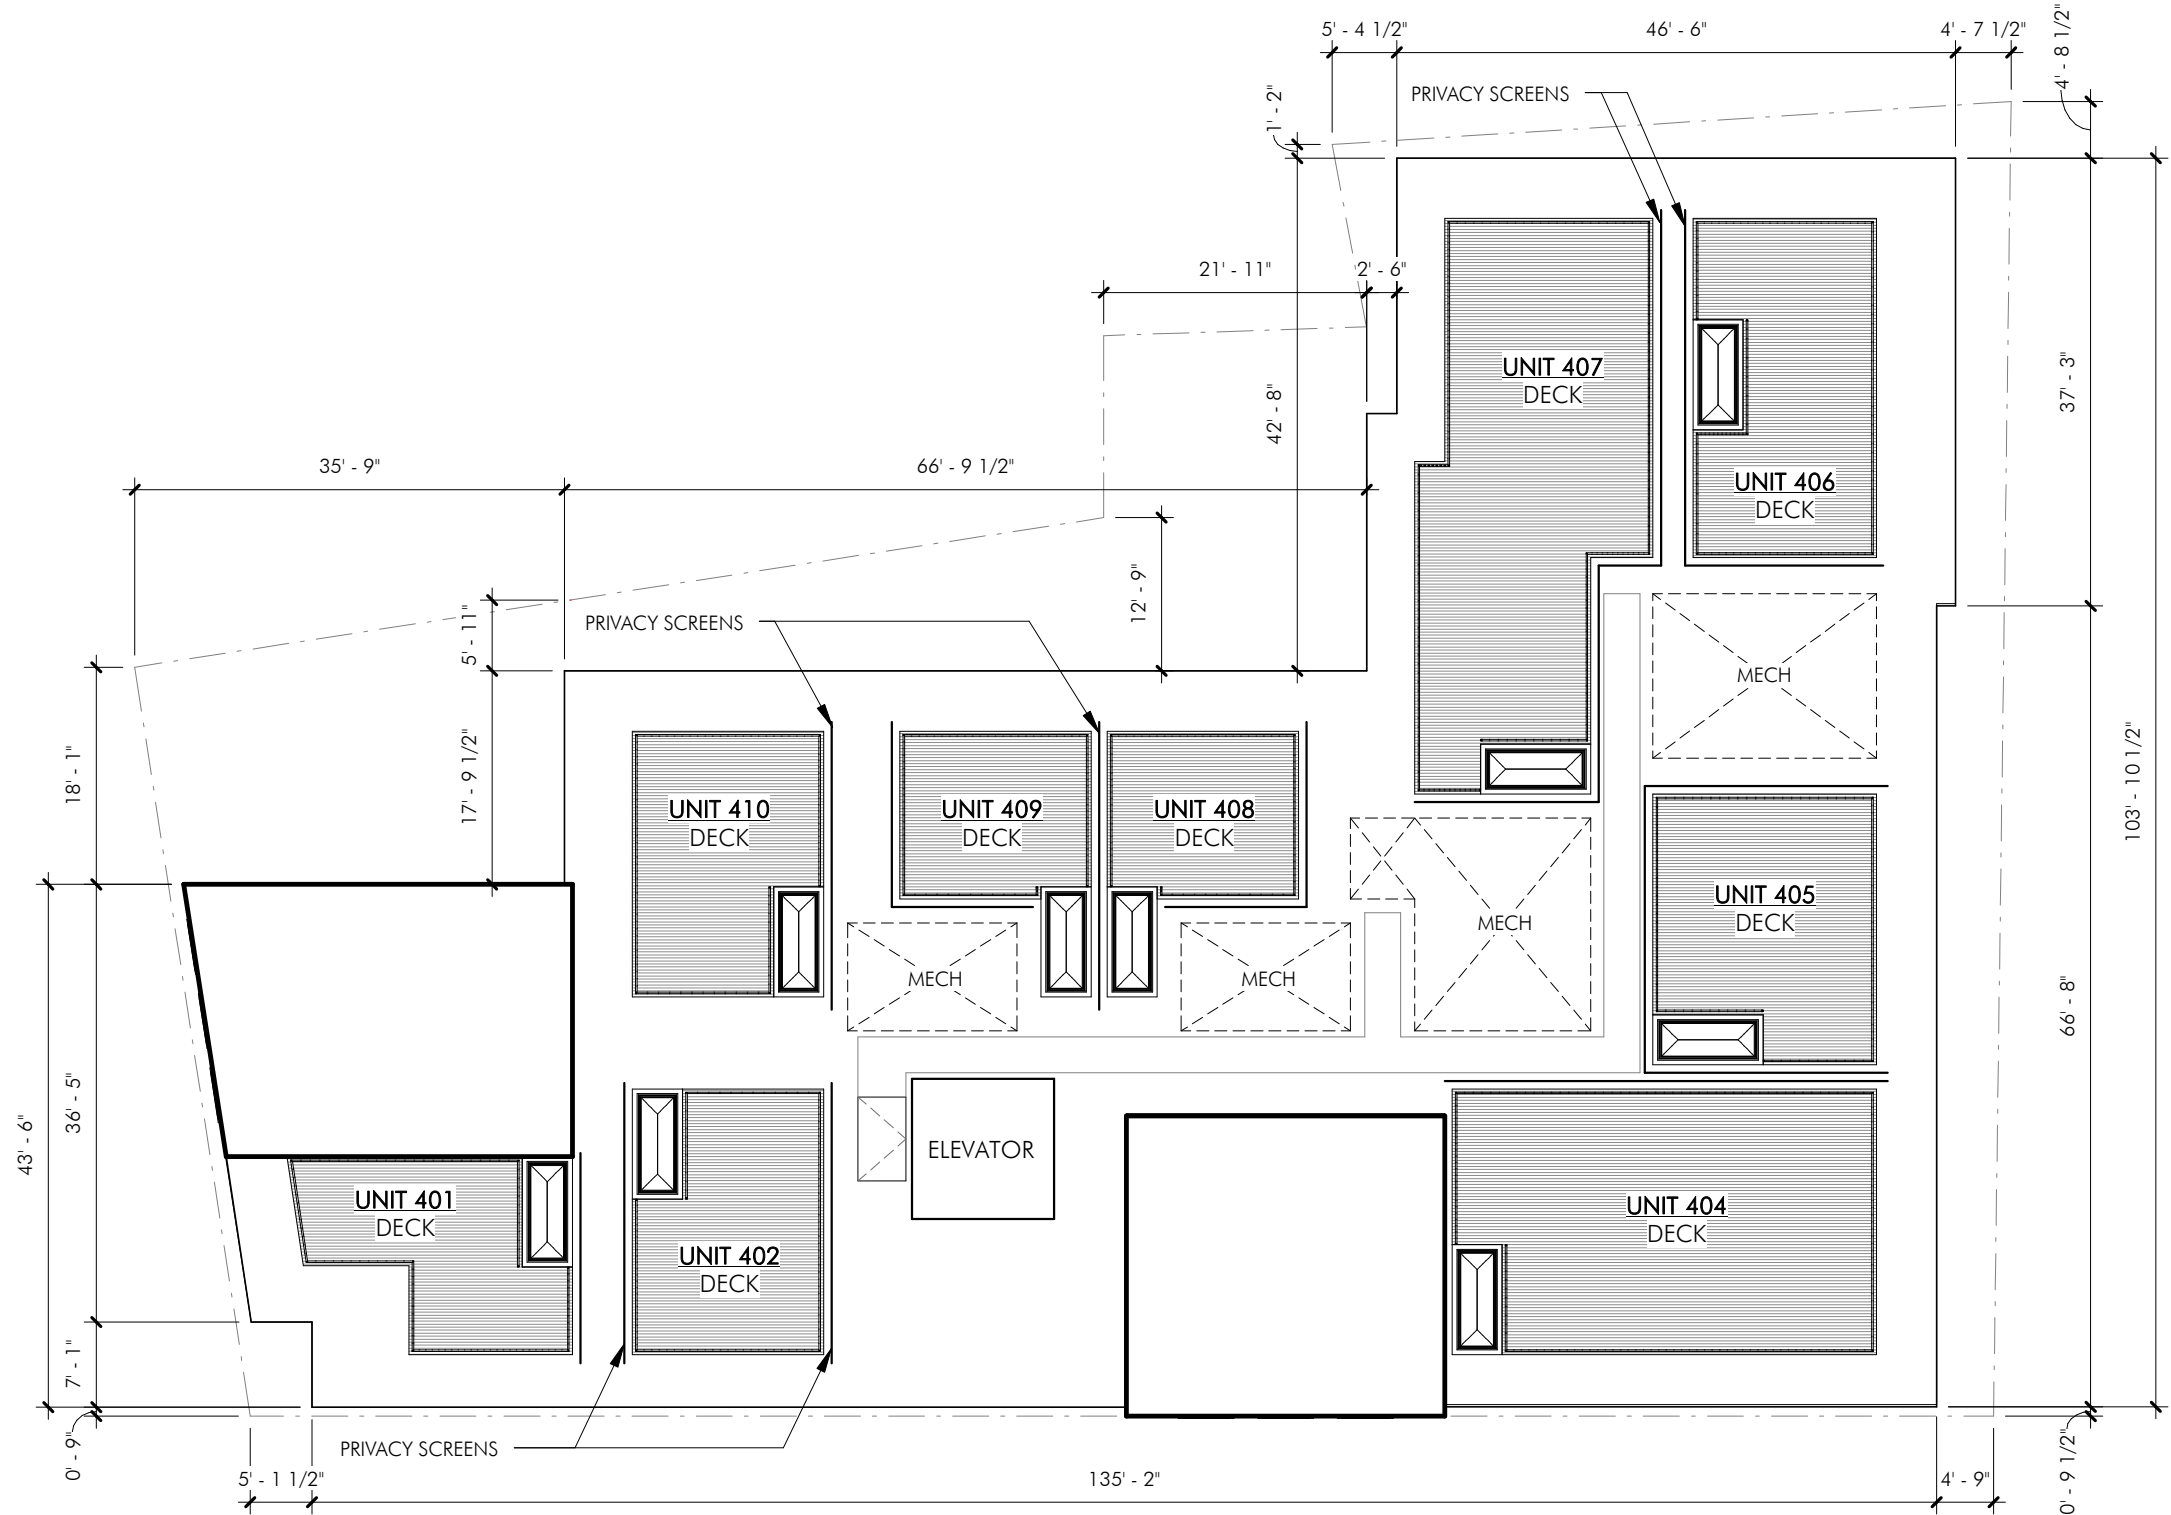 5' - 4 1/2"
46' - 6"
4' - 7 1/2"
4' - 8 1/2"
PRIVACY SCREENS
1' - 2"
21' - 11"
2' - 6"
UNIT 407
DECK
37' - 3"
42' - 8"
35' - 9"
66' - 9 1/2"
UNIT 406
DECK
12' - 9"
5' - 11"
PRIVACY SCREENS
MECH
18' - 1"
17' - 9 1/2"
103' - 10 1/2"
UNIT 410
DECK
UNIT 409
DECK
UNIT 408
DECK
UNIT 405
DECK
MECH
MECH
MECH
66' - 8"
36' - 5"
43' - 6"
ELEVATOR
UNIT 401
DECK
UNIT 404
DECK
UNIT 402
DECK
7' - 1"
0' - 9"
PRIVACY SCREENS
5' - 1 1/2"
135' - 2"
4' - 9"
0' - 9 1/2"